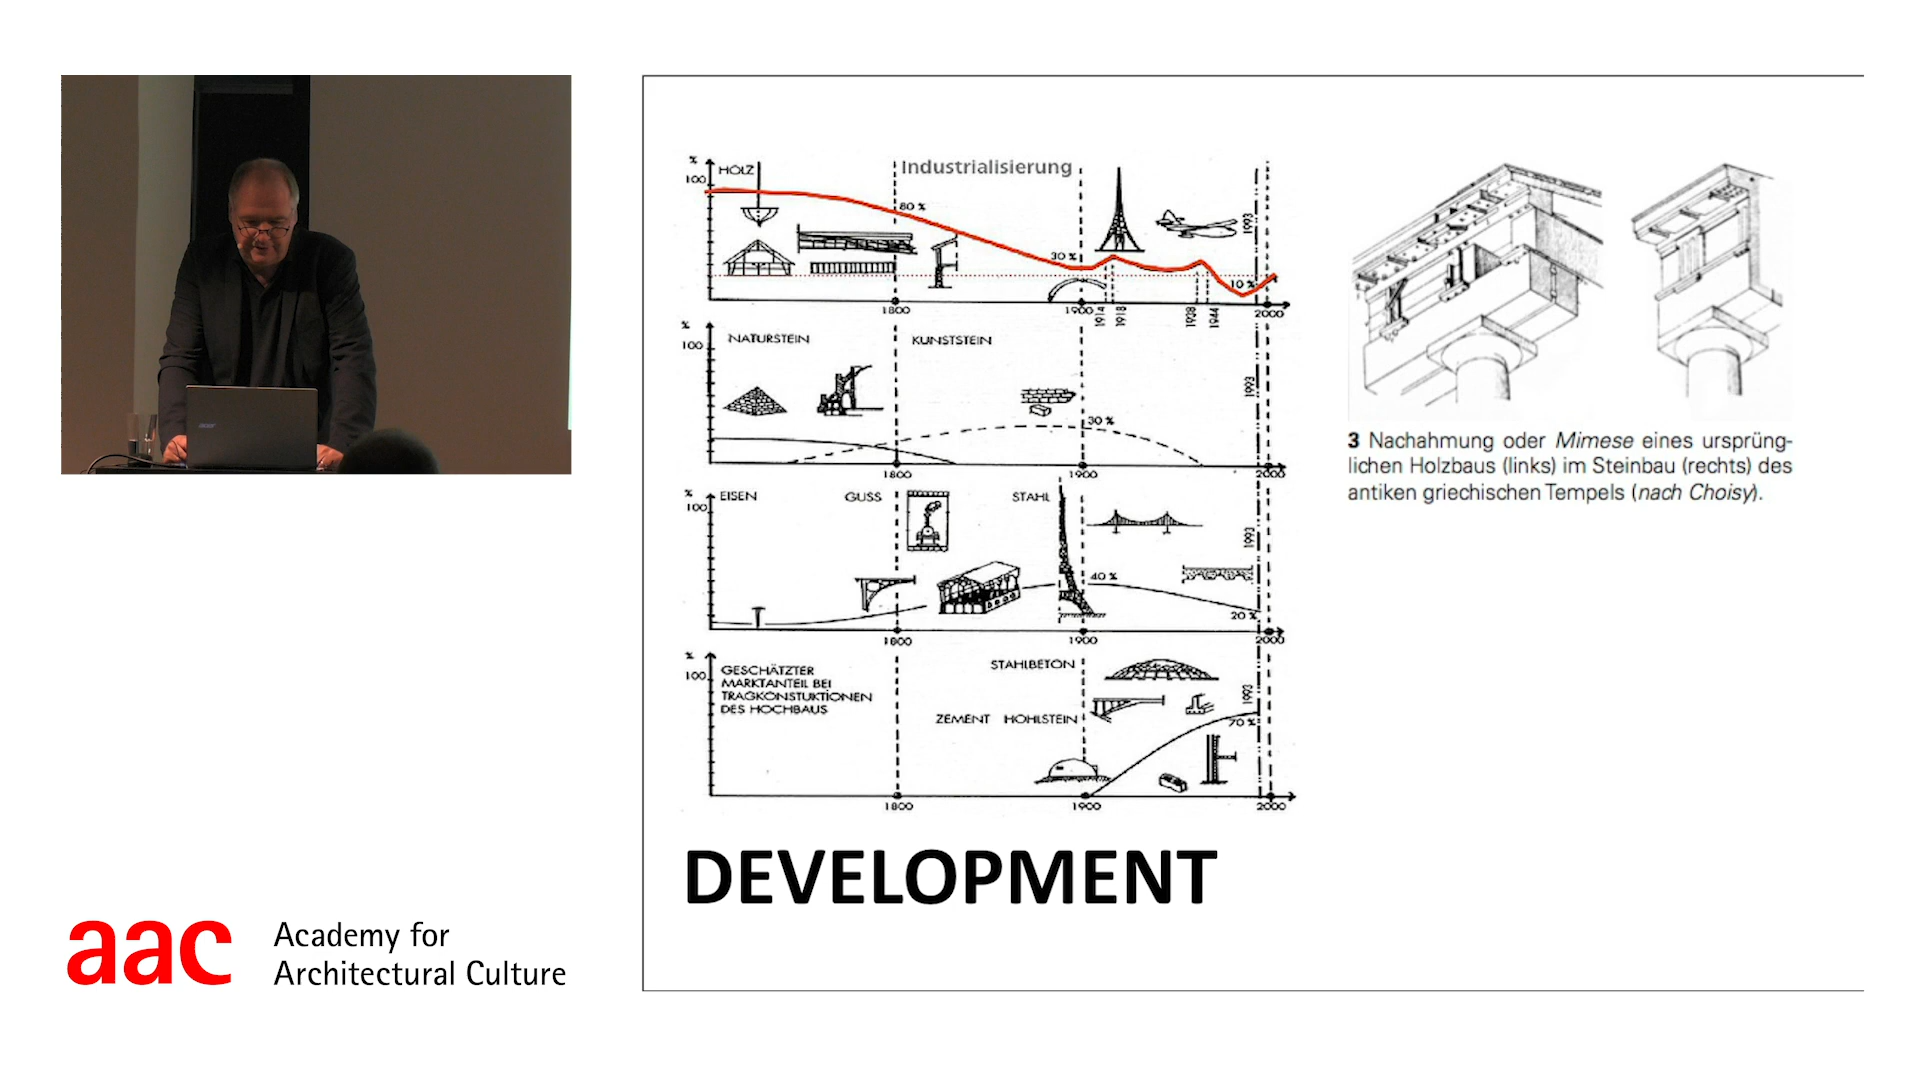 %
100
HOLZ
Industrialisierung
80 %
30 %
10 %
1993
1800
1900
1914
1918
1938
1944
2000
%
100
NATURSTEIN
KUNSTSTEIN
30 %
1993
1800
1900
2000
%
100
EISEN
GUSS
STAHL
40 %
20 %
1993
1800
1900
2000
%
100
GESCHÄTZTER
MARKTANTEIL BEI
TRAGKONSTUKTIONEN
DES HOCHBAUS
STAHLBETON
ZEMENT HOHLSTEIN
70 %
1993
1800
1900
2000
3 Nachahmung oder Mimese eines ursprüng-
lichen Holzbaus (links) im Steinbau (rechts) des
antiken griechischen Tempels (nach Choisy).
DEVELOPMENT
aac
Academy for
Architectural Culture
acer